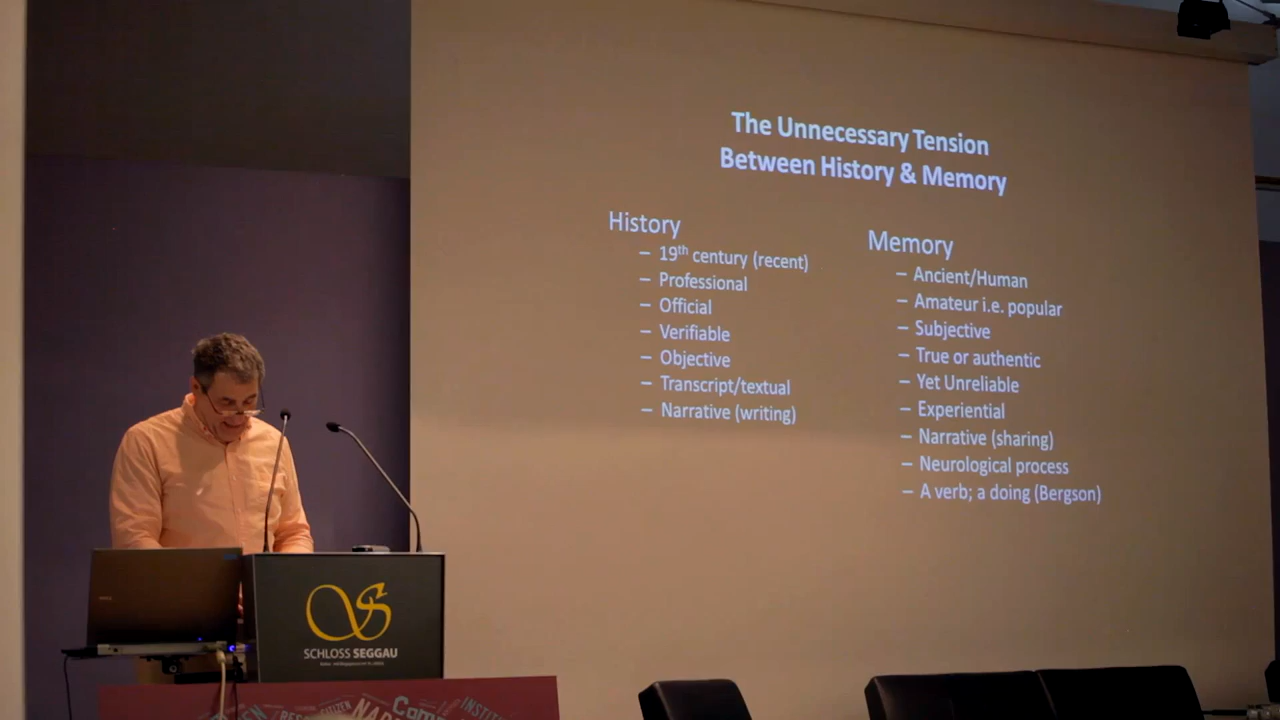 The Unnecessary Tension
Between History & Memory
History
– 19th century (recent)
– Professional
– Official
– Verifiable
– Objective
– Transcript/textual
– Narrative (writing)
Memory
– Ancient/Human
– Amateur i.e. popular
– Subjective
– True or authentic
– Yet Unreliable
– Experiential
– Narrative (sharing)
– Neurological process
– A verb; a doing (Bergson)
SCHLOSS SEGGAU